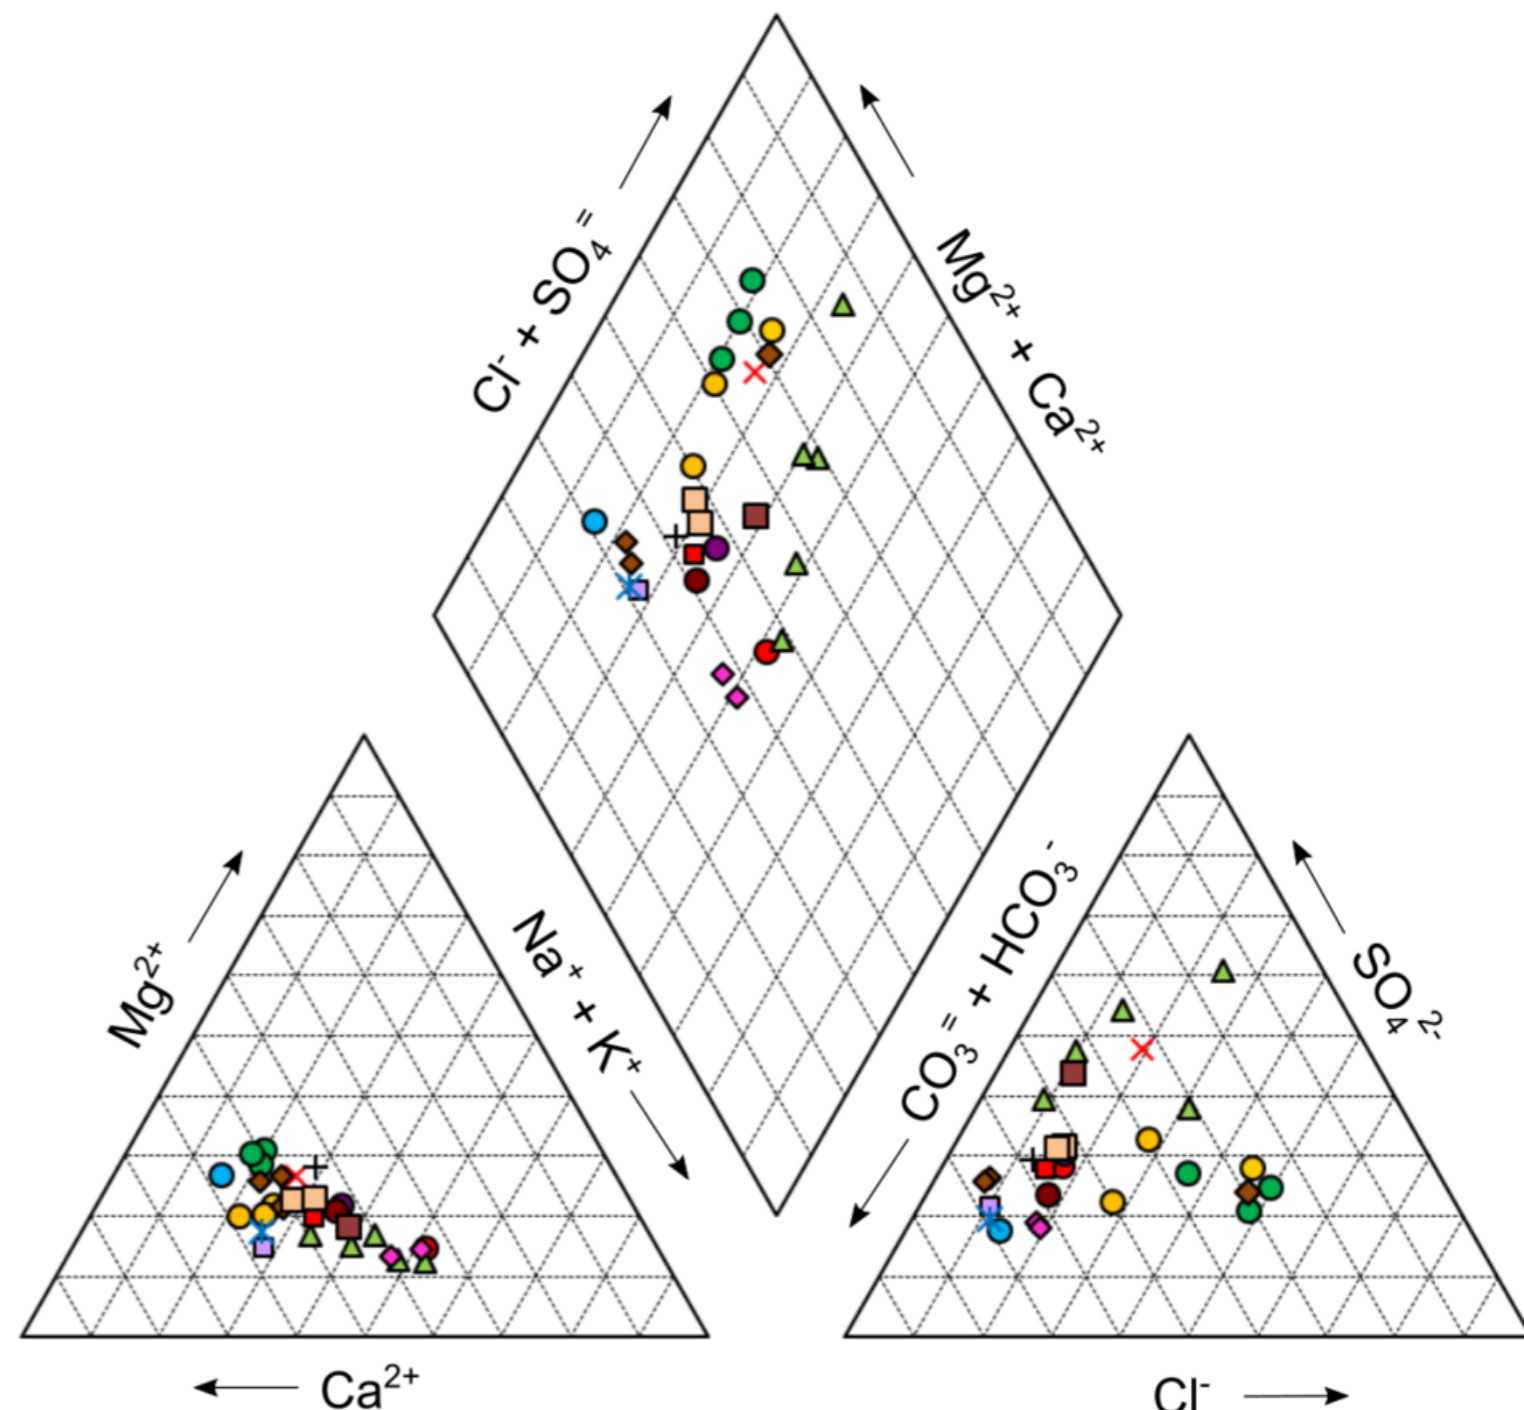 Cl⁻ + SO₄⁼
Mg²⁺ + Ca²⁺
Mg²⁺
Na⁺ + K⁺
CO₃⁼ + HCO₃⁻
SO₄²⁻
Ca²⁺
Cl⁻